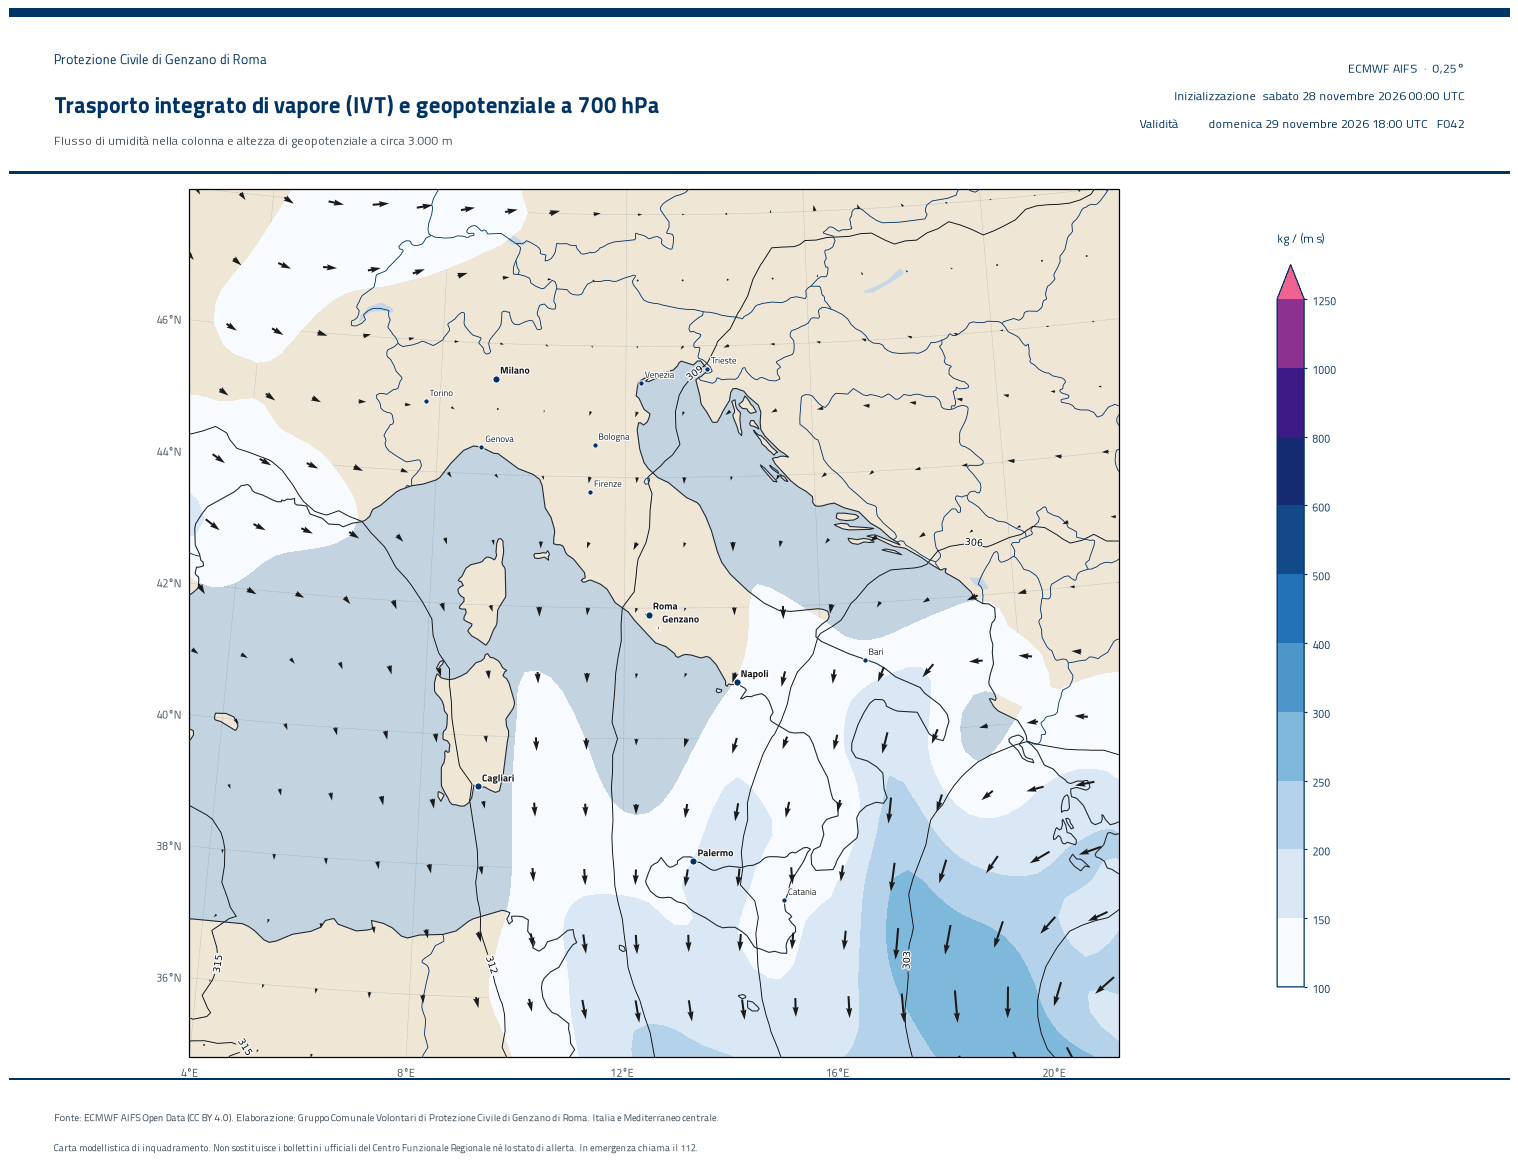 Protezione Civile di Genzano di Roma
Trasporto integrato di vapore (IVT) e geopotenziale a 700 hPa
Flusso di umidità nella colonna e altezza di geopotenziale a circa 3.000 m
ECMWF AIFS · 0,25°
Inizializzazione sabato 28 novembre 2026 00:00 UTC
Validità domenica 29 novembre 2026 18:00 UTC F042
kg / (m s)
1250
1000
800
600
500
400
300
250
200
150
100
46°N
44°N
42°N
40°N
38°N
36°N
4°E
8°E
12°E
16°E
20°E
Milano
Torino
Venezia
Trieste
309
Genova
Bologna
Firenze
306
Roma
Genzano
Bari
Napoli
Cagliari
Palermo
Catania
315
312
303
315
Fonte: ECMWF AIFS Open Data (CC BY 4.0). Elaborazione: Gruppo Comunale Volontari di Protezione Civile di Genzano di Roma. Italia e Mediterraneo centrale.
Carta modellistica di inquadramento. Non sostituisce i bollettini ufficiali del Centro Funzionale Regionale né lo stato di allerta. In emergenza chiama il 112.